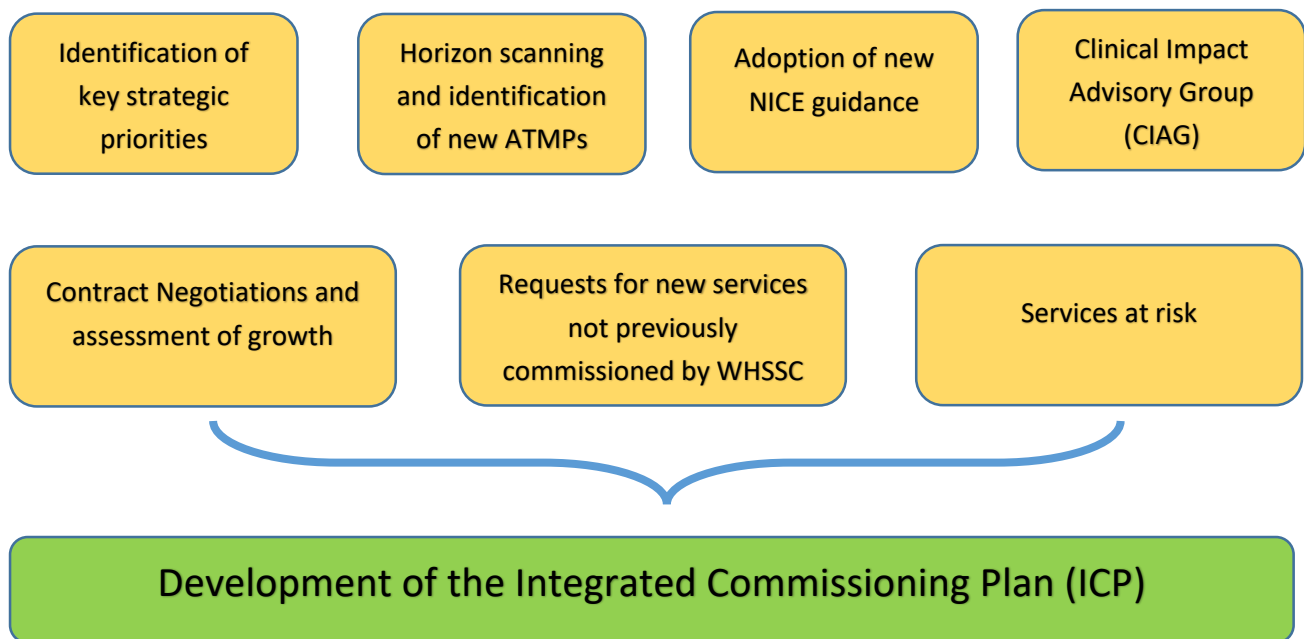 Identification of
key strategic
priorities
Horizon scanning
and identification
of new ATMPs
Adoption of new
NICE guidance
Clinical Impact
Advisory Group
(CIAG)
Contract Negotiations and
assessment of growth
Requests for new services
not previously
commissioned by WHSSC
Services at risk
Development of the Integrated Commissioning Plan (ICP)